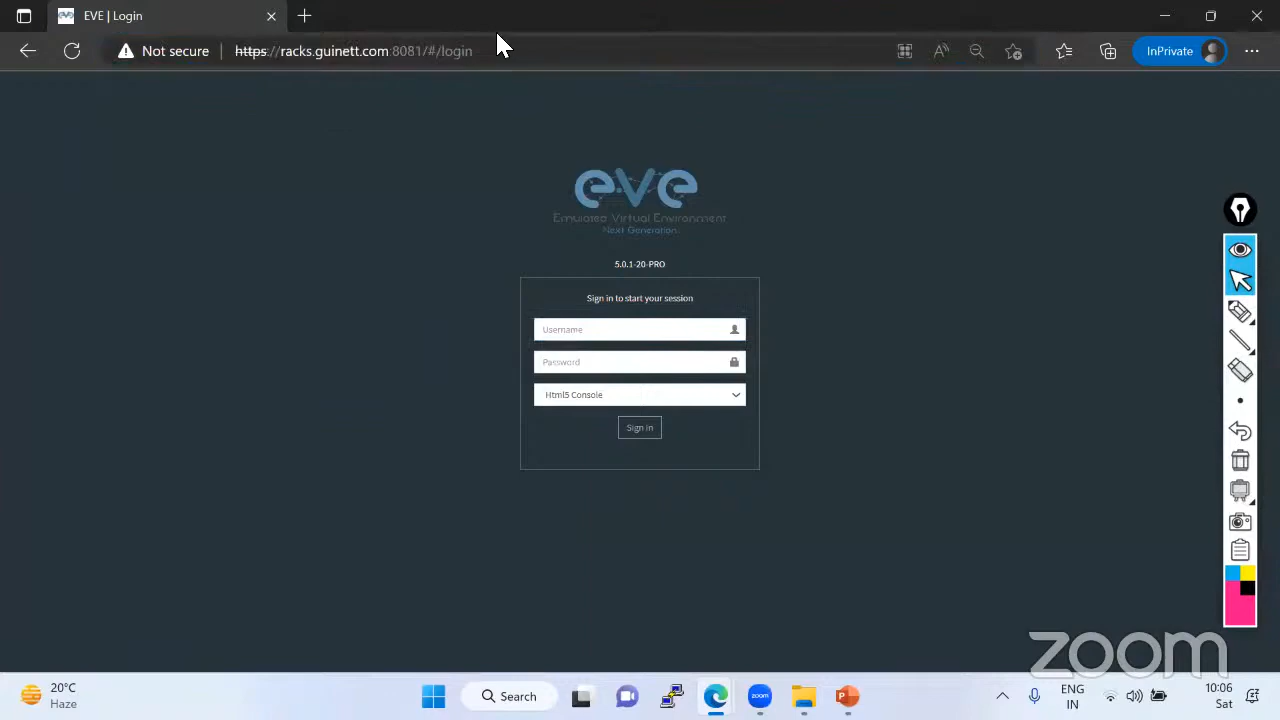 EVE | Login
Not secure
https://racks.guinett.com:8081/#/login
InPrivate
eve
Emulated Virtual Environment
Next Generation
5.0.1-20-PRO
Sign in to start your session
Username
Password
Html5 Console
Sign In
zoom
20°C
Haze
Search
zoom
ENG
IN
10:06
Sat